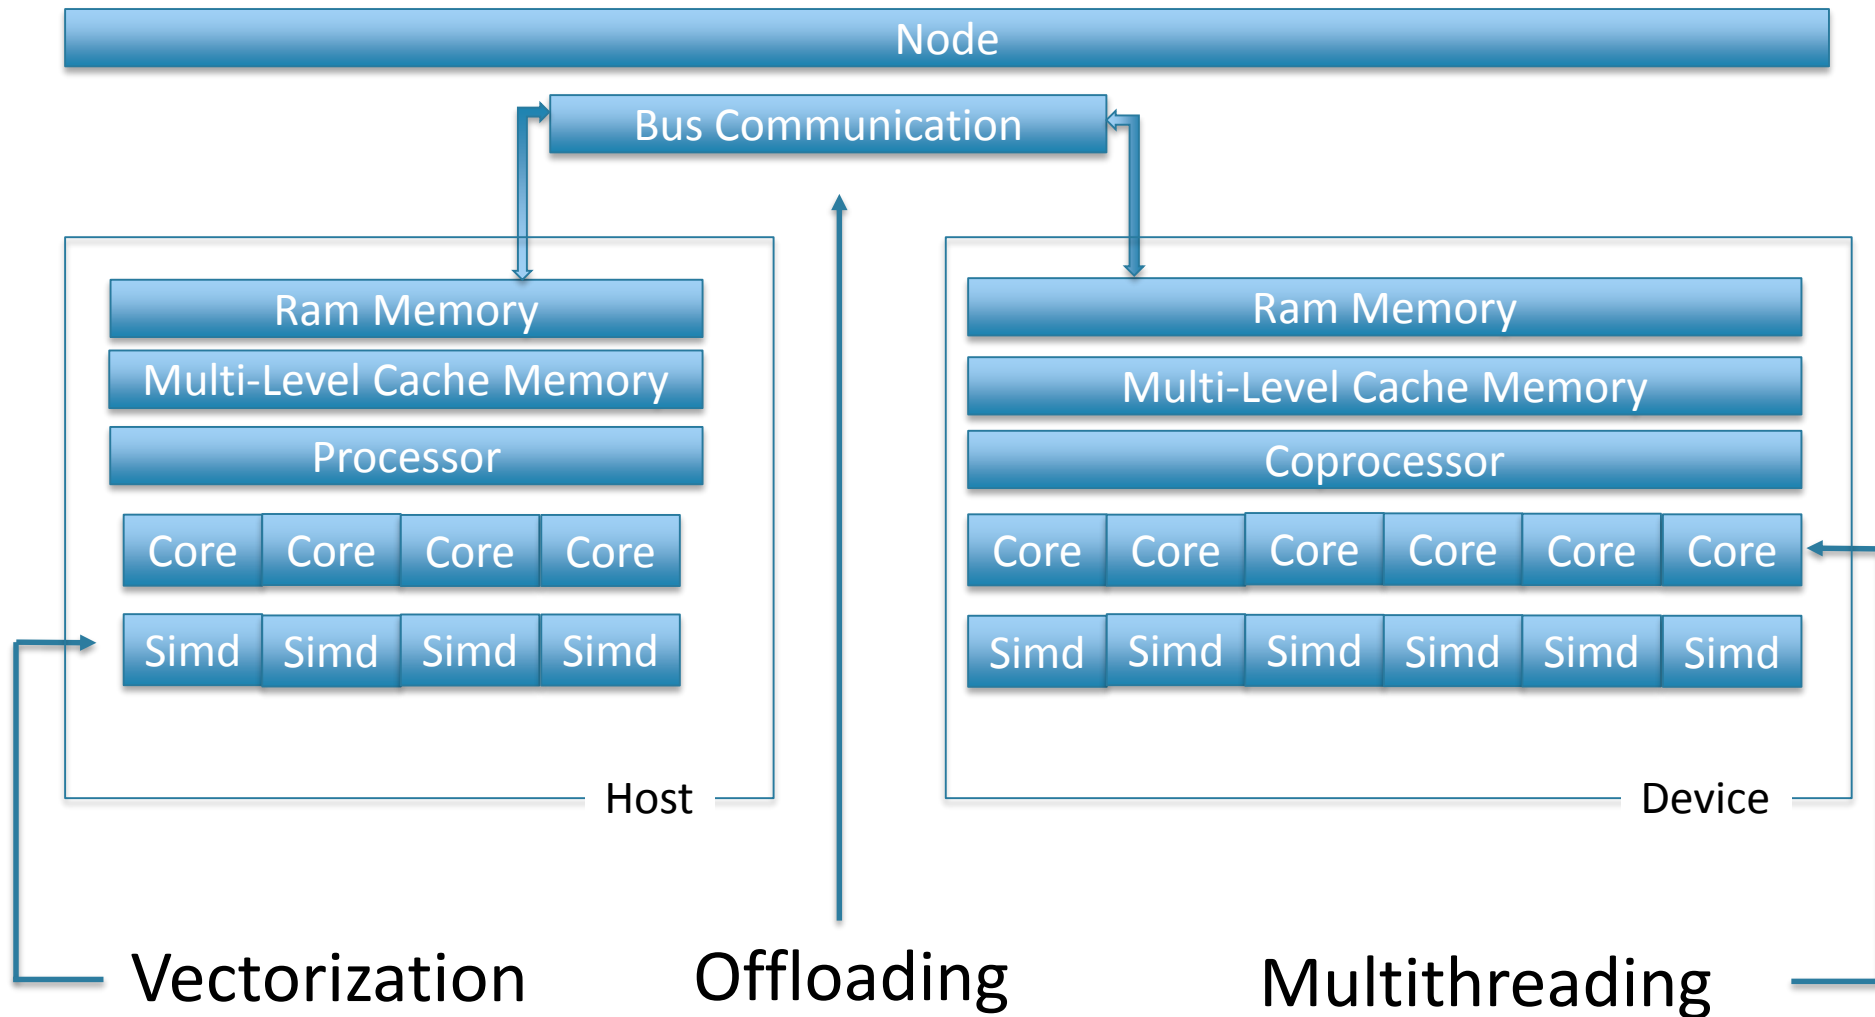 Node
Bus Communication
Ram Memory
Multi-Level Cache Memory
Processor
Core Core Core Core
Simd Simd Simd Simd
Host
Ram Memory
Multi-Level Cache Memory
Coprocessor
Core Core Core Core Core Core
Simd Simd Simd Simd Simd Simd
Device
Vectorization
Offloading
Multithreading